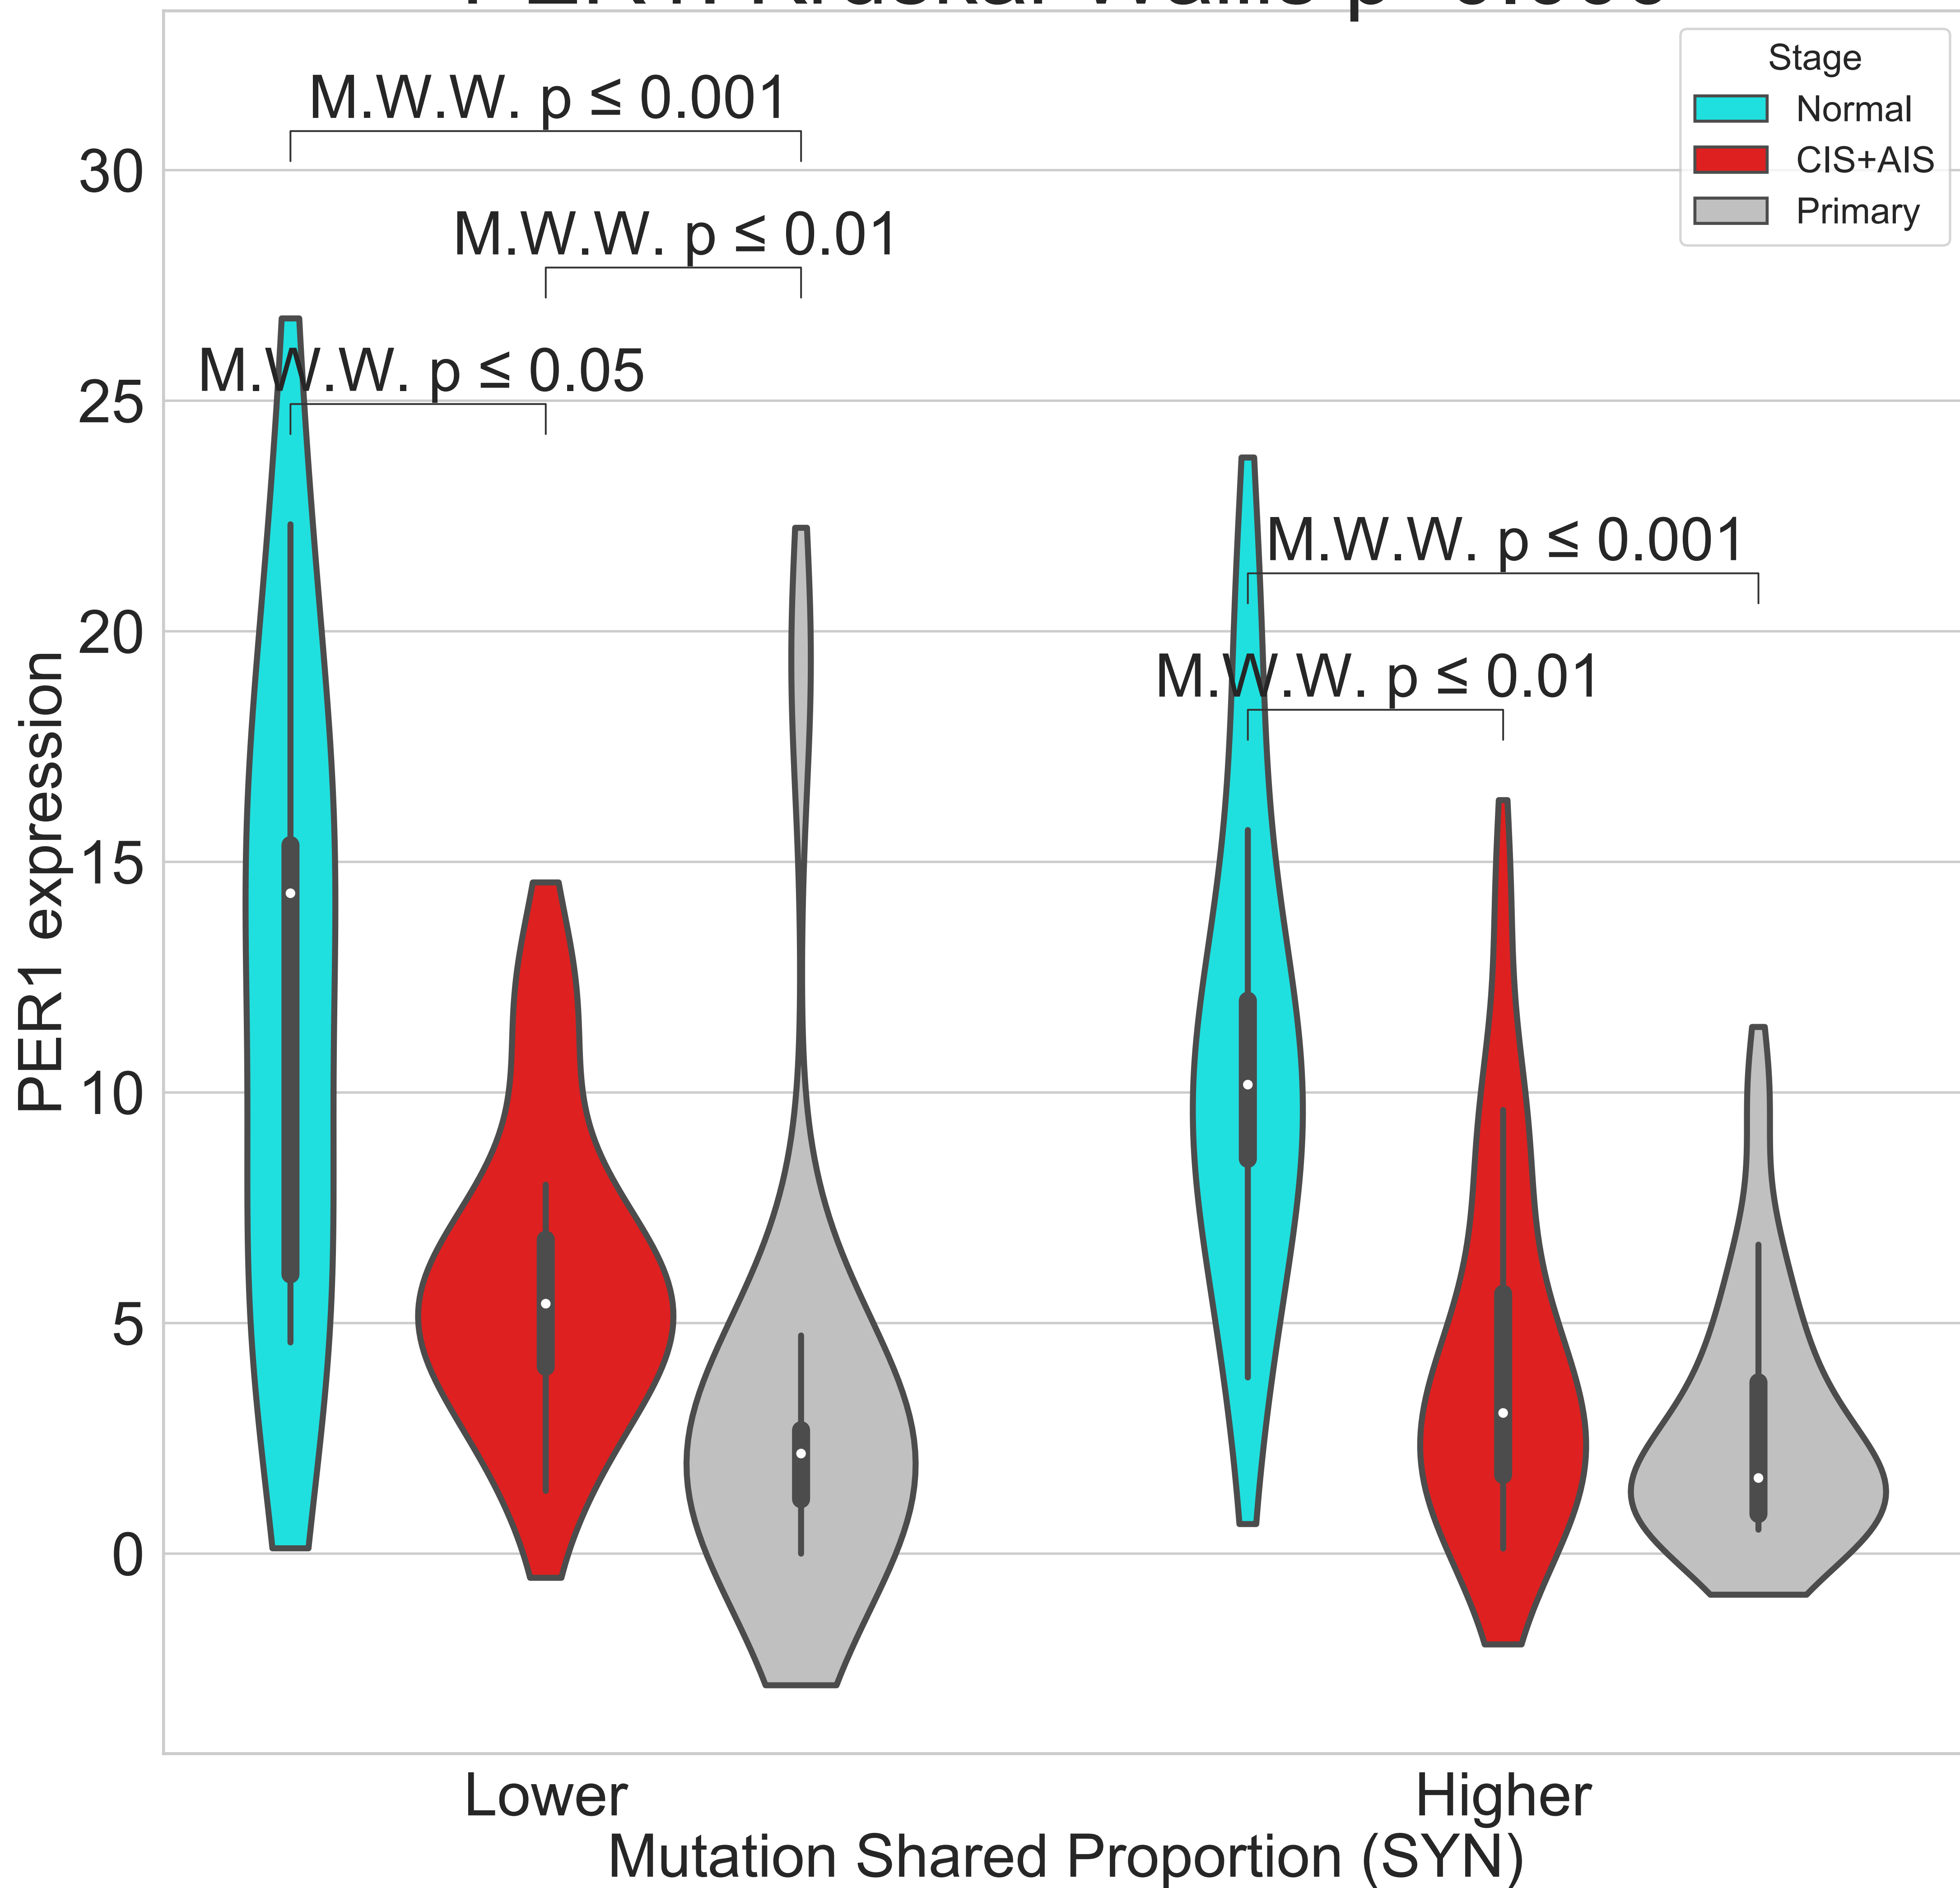 Stage
Normal
CIS+AIS
Primary
M.W.W. p ≤ 0.001
M.W.W. p ≤ 0.01
M.W.W. p ≤ 0.05
M.W.W. p ≤ 0.001
M.W.W. p ≤ 0.01
30
25
20
15
10
5
0
PER1 expression
Lower
Higher
Mutation Shared Proportion (SYN)